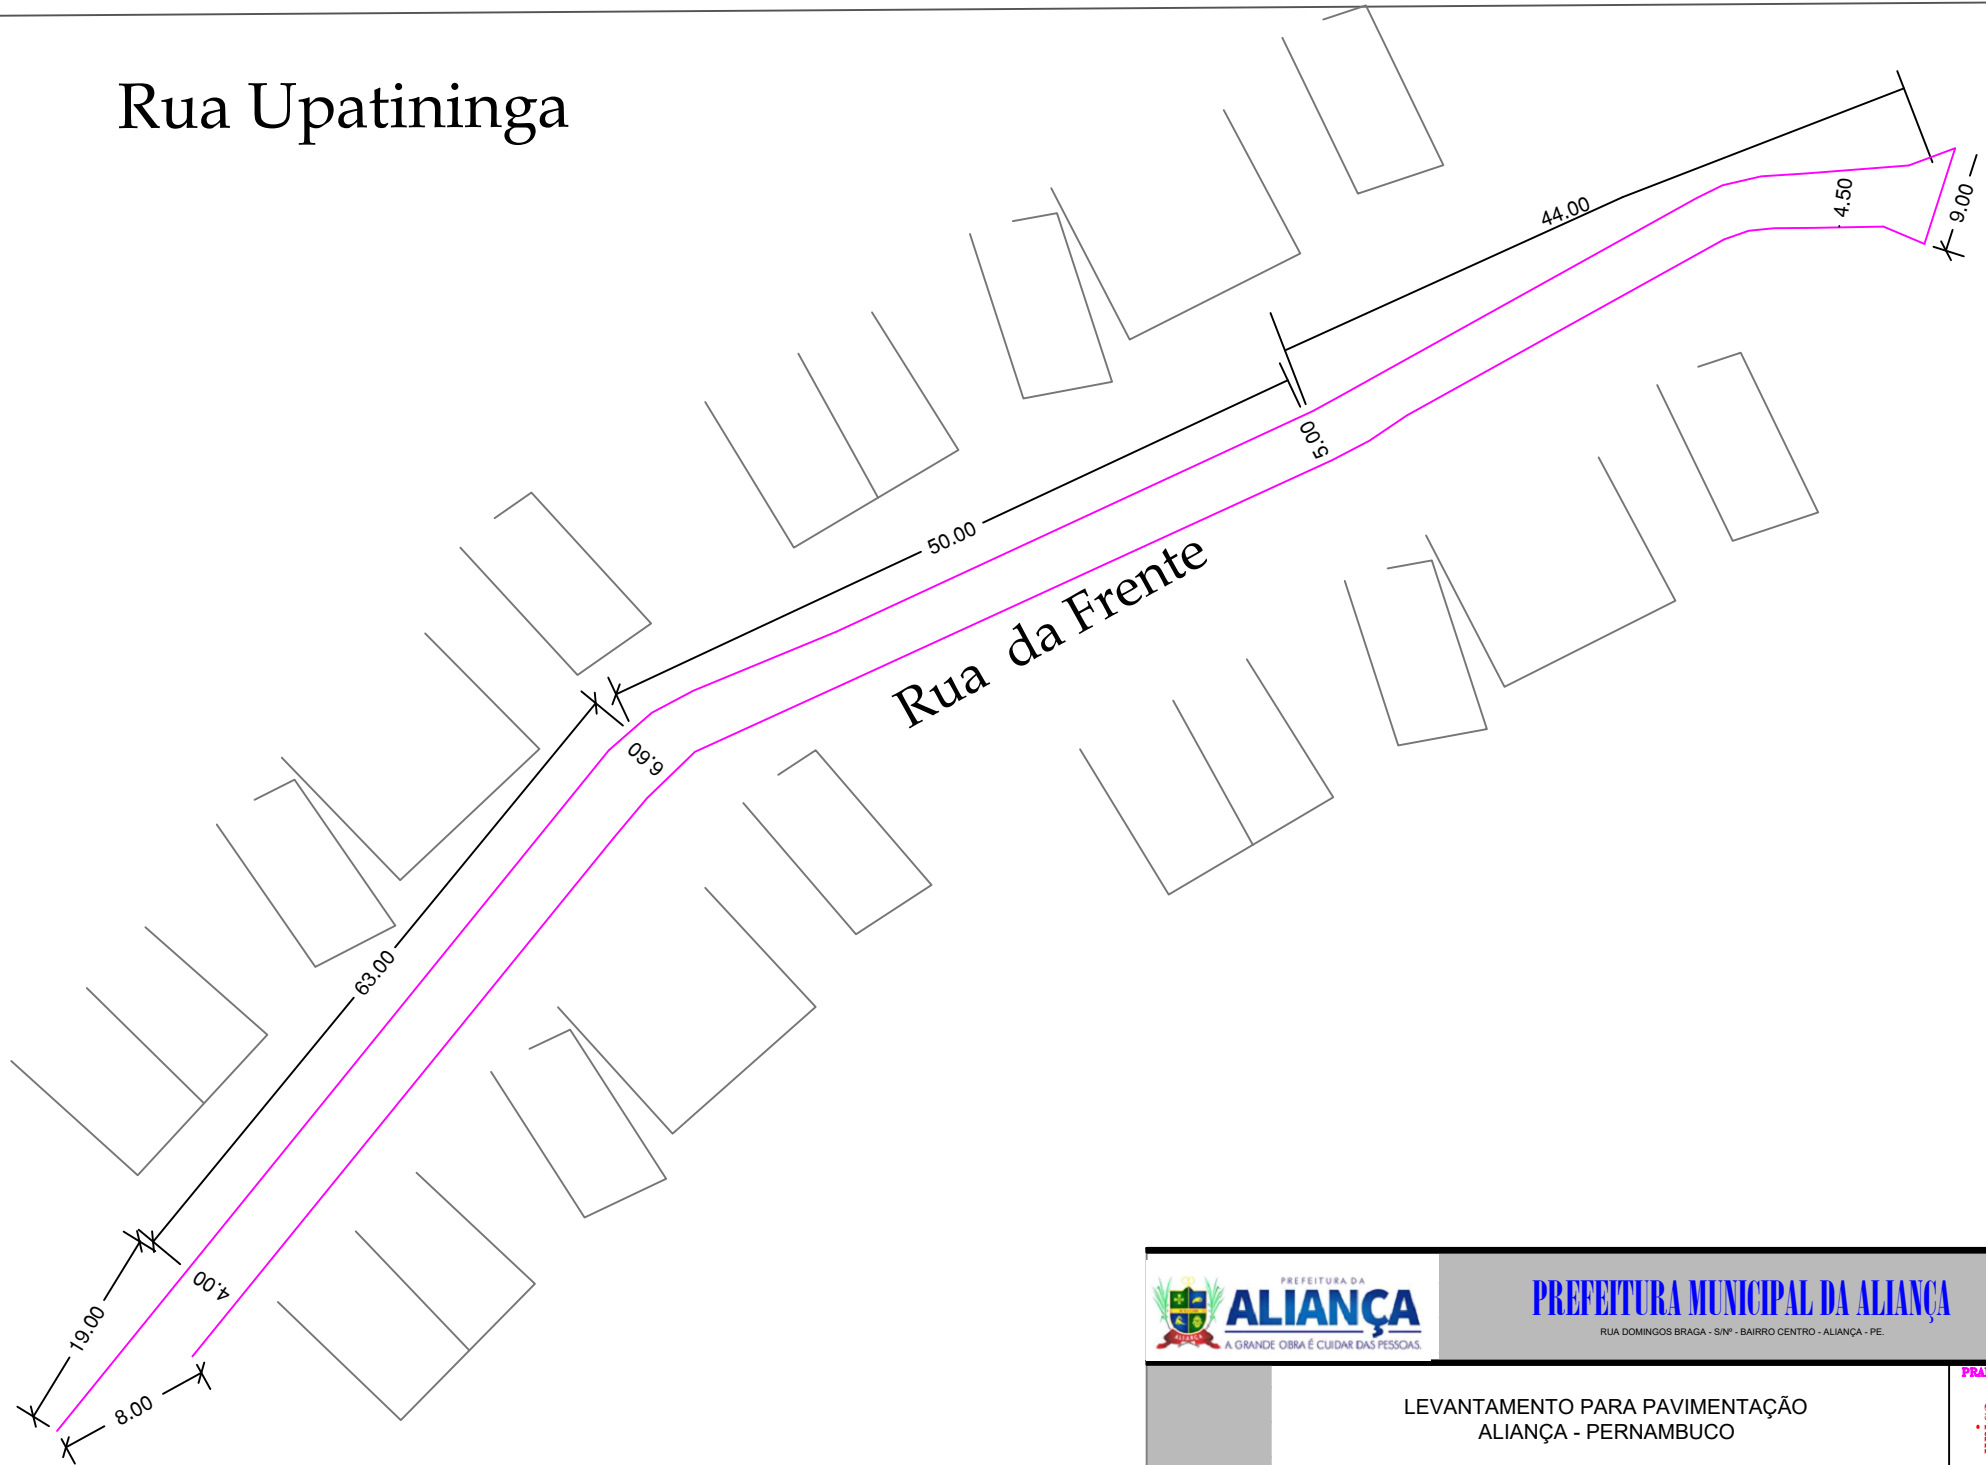 Rua Upatininga
44.00
4.50
9.00
5.00
50.00
Rua da Frente
6.60
63.00
4.00
19.00
8.00
PREFEITURA DA
ALIANÇA
A GRANDE OBRA É CUIDAR DAS PESSOAS.
ALIANÇA
PREFEITURA MUNICIPAL DA ALIANÇA
RUA DOMINGOS BRAGA - S/Nº - BAIRRO CENTRO - ALIANÇA - PE.
LEVANTAMENTO PARA PAVIMENTAÇÃO
ALIANÇA - PERNAMBUCO